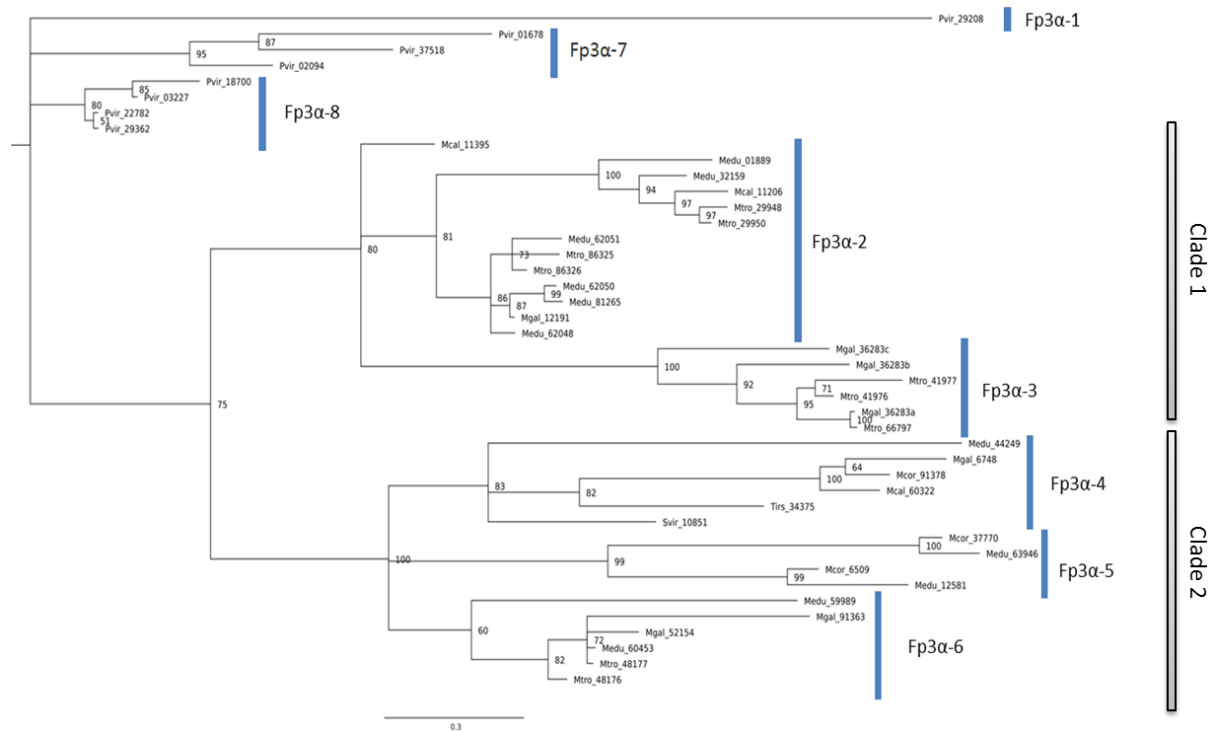 Pvir_29208
Fp3α-1
Pvir_01678
87
Pvir_37518
95
Fp3α-7
Pvir_02094
Pvir_18700
85
Pvir_03227
80
Pvir_22782
51
Pvir_29362
Fp3α-8
Mcal_11395
Medu_01889
100
Medu_32159
94
Mcal_11206
97
Mtro_29948
97
Mtro_29950
81
80
Fp3α-2
Medu_62051
73
Mtro_86325
Mtro_86326
Medu_62050
86
99
87
Medu_81265
Mgal_12191
Medu_62048
Clade 1
Mgal_36283c
100
Mgal_36283b
92
Mtro_41977
71
Mtro_41976
95
Mgal_36283a
100
Mtro_66797
Fp3α-3
75
Medu_44249
Mgal_6748
64
Mcor_91378
100
Mcal_60322
83
82
Tirs_34375
Svir_10851
Fp3α-4
Mcor_37770
100
Medu_63946
100
99
Mcor_6509
99
Medu_12581
Fp3α-5
Clade 2
Medu_59989
Mgal_91363
60
Mgal_52154
72
Medu_60453
82
Mtro_48177
Mtro_48176
Fp3α-6
0.3